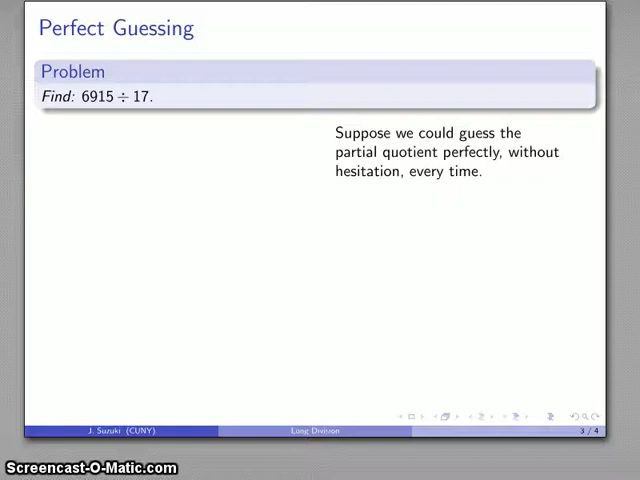 Perfect Guessing
Problem
Find: 6915 ÷ 17.
Suppose we could guess the
partial quotient perfectly, without
hesitation, every time.
J. Suzuki (CUNY)
Long Division
3 / 4
Screencast-O-Matic.com